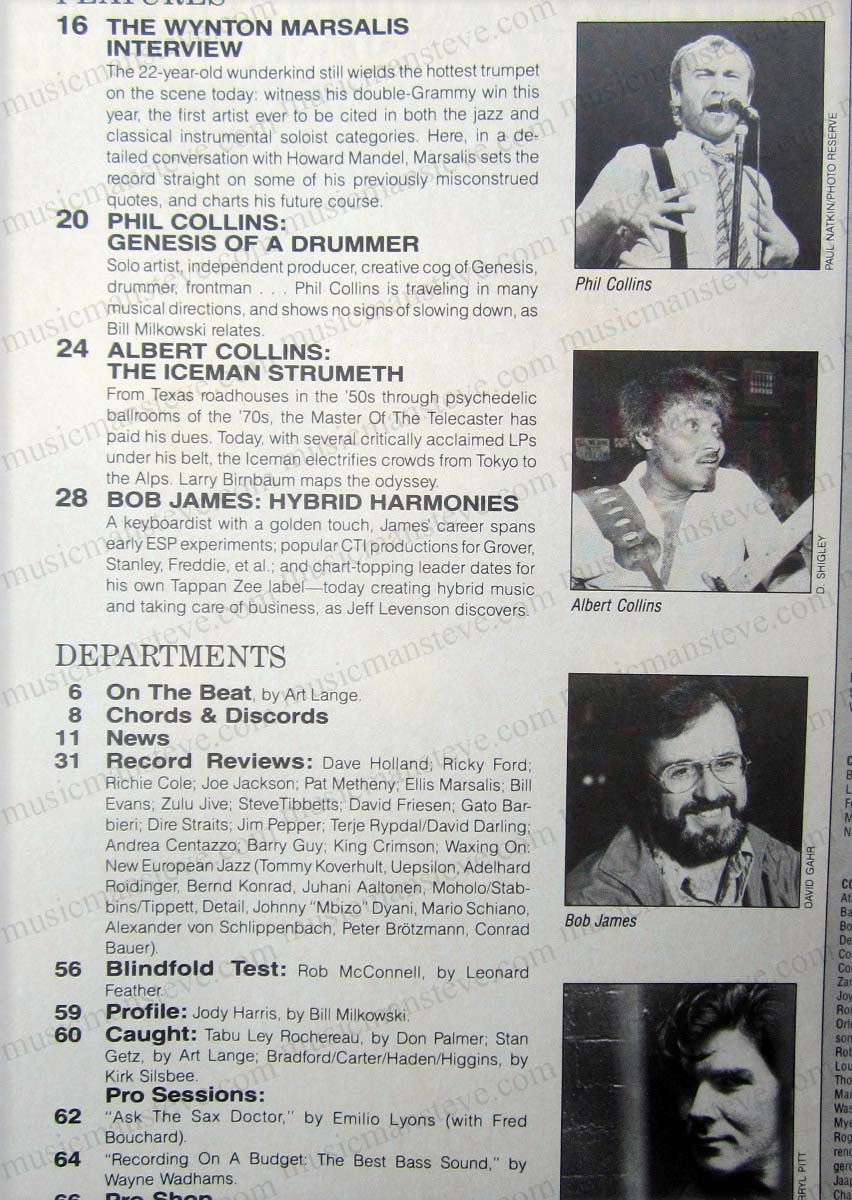 FEATURES
16 THE WYNTON MARSALIS
INTERVIEW
The 22-year-old wunderkind still wields the hottest trumpet
on the scene today: witness his double-Grammy win this
year, the first artist ever to be cited in both the jazz and
classical instrumental soloist categories. Here, in a de-
tailed conversation with Howard Mandel, Marsalis sets the
record straight on some of his previously misconstrued
quotes, and charts his future course.
20 PHIL COLLINS:
GENESIS OF A DRUMMER
Solo artist, independent producer, creative cog of Genesis,
drummer, frontman . . . Phil Collins is traveling in many
musical directions, and shows no signs of slowing down, as
Bill Milkowski relates.
24 ALBERT COLLINS:
THE ICEMAN STRUMETH
From Texas roadhouses in the '50s through psychedelic
ballrooms of the '70s, the Master Of The Telecaster has
paid his dues. Today, with several critically acclaimed LPs
under his belt, the Iceman electrifies crowds from Tokyo to
the Alps. Larry Birnbaum maps the odyssey.
28 BOB JAMES: HYBRID HARMONIES
A keyboardist with a golden touch, James' career spans
early ESP experiments; popular CTI productions for Grover,
Stanley, Freddie, et al.; and chart-topping leader dates for
his own Tappan Zee label—today creating hybrid music
and taking care of business, as Jeff Levenson discovers.
DEPARTMENTS
6 On The Beat, by Art Lange.
8 Chords & Discords
11 News
31 Record Reviews: Dave Holland; Ricky Ford;
Richie Cole; Joe Jackson; Pat Metheny; Ellis Marsalis; Bill
Evans; Zulu Jive; Steve Tibbetts; David Friesen; Gato Bar-
bieri; Dire Straits; Jim Pepper; Terje Rypdal/David Darling;
Andrea Centazzo; Barry Guy; King Crimson; Waxing On:
New European Jazz (Tommy Koverhult, Uepsilon, Adelhard
Roidinger, Bernd Konrad, Juhani Aaltonen, Moholo/Stab-
bins/Tippett, Detail, Johnny "Mbizo" Dyani, Mario Schiano,
Alexander von Schlippenbach, Peter Brötzmann, Conrad
Bauer).
56 Blindfold Test: Rob McConnell, by Leonard
Feather.
59 Profile: Jody Harris, by Bill Milkowski.
60 Caught: Tabu Ley Rochereau, by Don Palmer; Stan
Getz, by Art Lange; Bradford/Carter/Haden/Higgins, by
Kirk Silsbee.
Pro Sessions:
62 "Ask The Sax Doctor," by Emilio Lyons (with Fred
Bouchard).
64 "Recording On A Budget: The Best Bass Sound," by
Wayne Wadhams.
66 Pro Shop
PAUL NATKIN/PHOTO RESERVE
Phil Collins
D. SHIGLEY
Albert Collins
DAVID GAHR
Bob James
musicmansteve.com